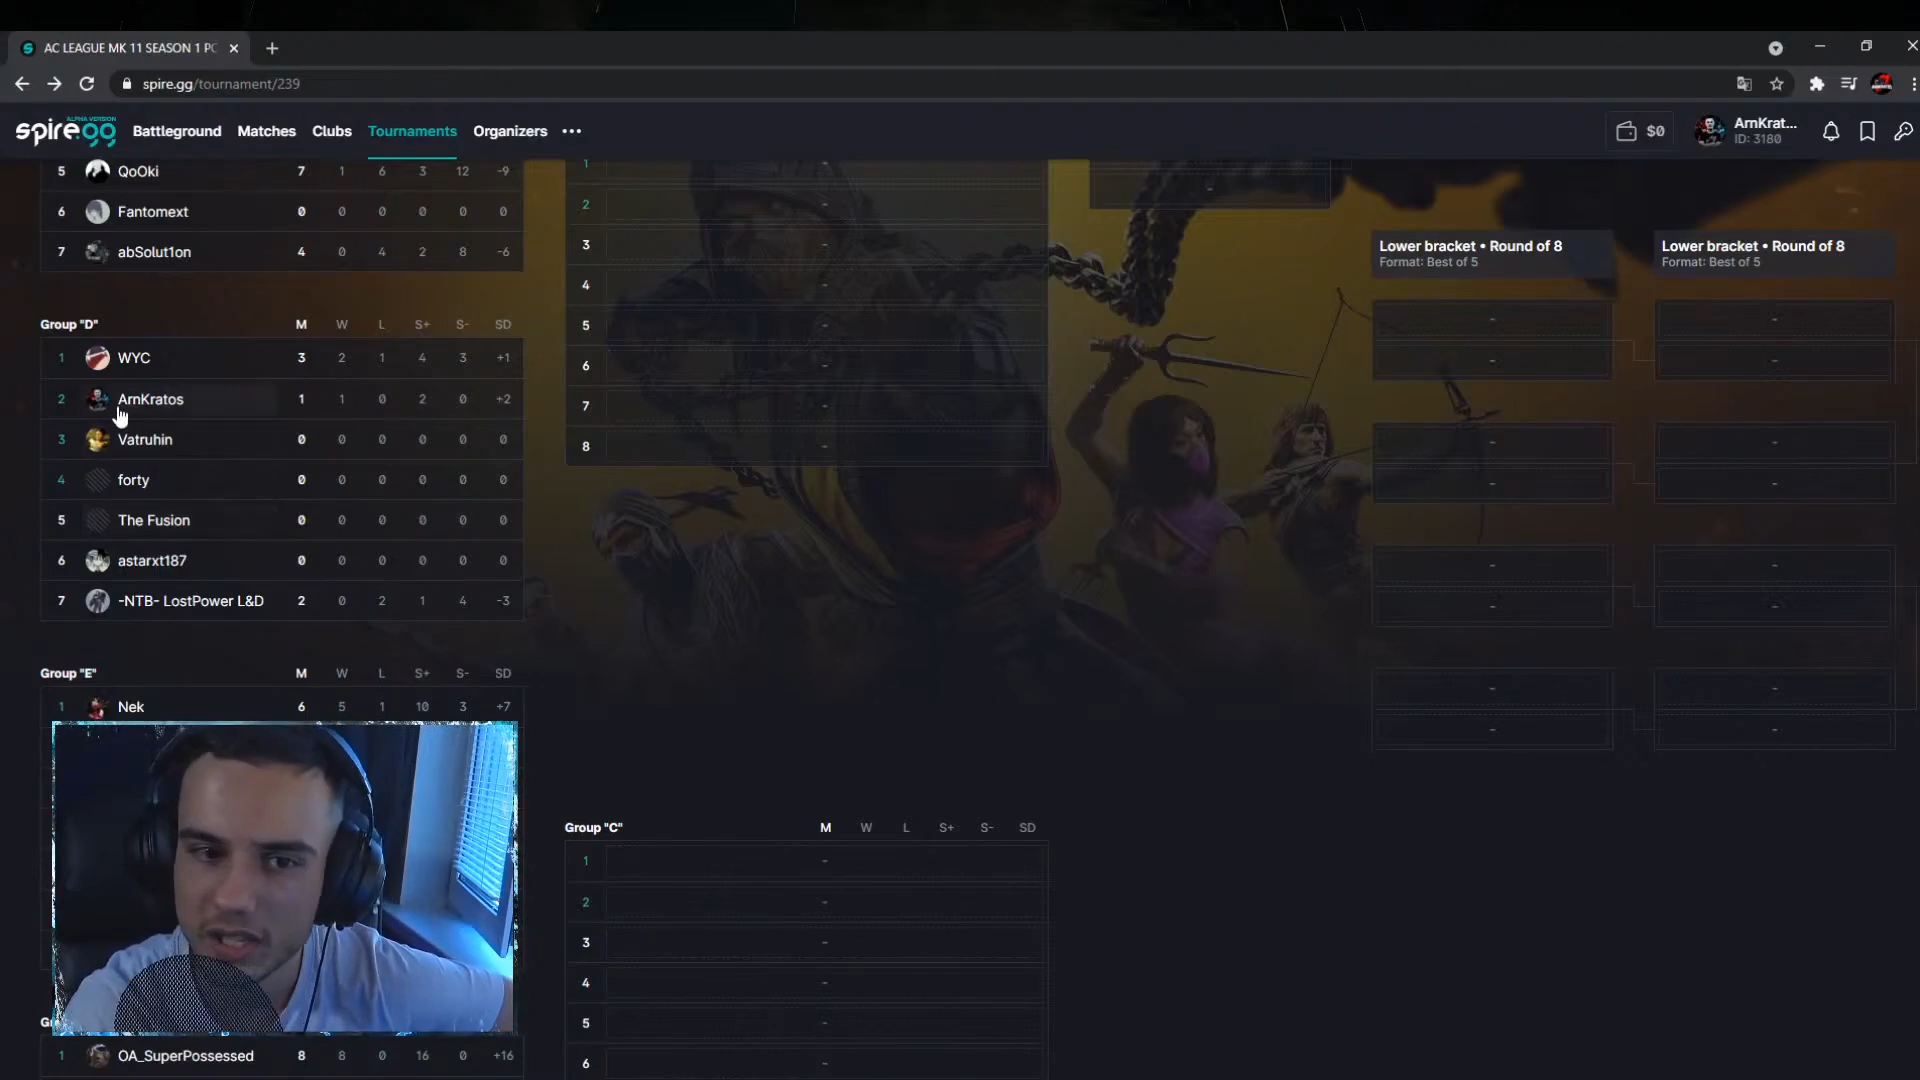 AC LEAGUE MK 11 SEASON 1 PC
spire.gg/tournament/239
spire.gg ALPHA VERSION Battleground Matches Clubs Tournaments Organizers $0 ArnKrat... ID: 3180
5 QoOki 7 1 6 3 12 -9
6 Fantomext 0 0 0 0 0 0
7 abSolut1on 4 0 4 2 8 -6
1 -
2 -
3 -
4 -
5 -
6 -
7 -
8 -
Lower bracket • Round of 8
Format: Best of 5
Lower bracket • Round of 8
Format: Best of 5
Group "D" M W L S+ S- SD
1 WYC 3 2 1 4 3 +1
2 ArnKratos 1 1 0 2 0 +2
3 Vatruhin 0 0 0 0 0 0
4 forty 0 0 0 0 0 0
5 The Fusion 0 0 0 0 0 0
6 astarxt187 0 0 0 0 0 0
7 -NTB- LostPower L&D 2 0 2 1 4 -3
Group "E" M W L S+ S- SD
1 Nek 6 5 1 10 3 +7
Group "C" M W L S+ S- SD
1 -
2 -
3 -
4 -
5 -
6 -
1 OA_SuperPossessed 8 8 0 16 0 +16